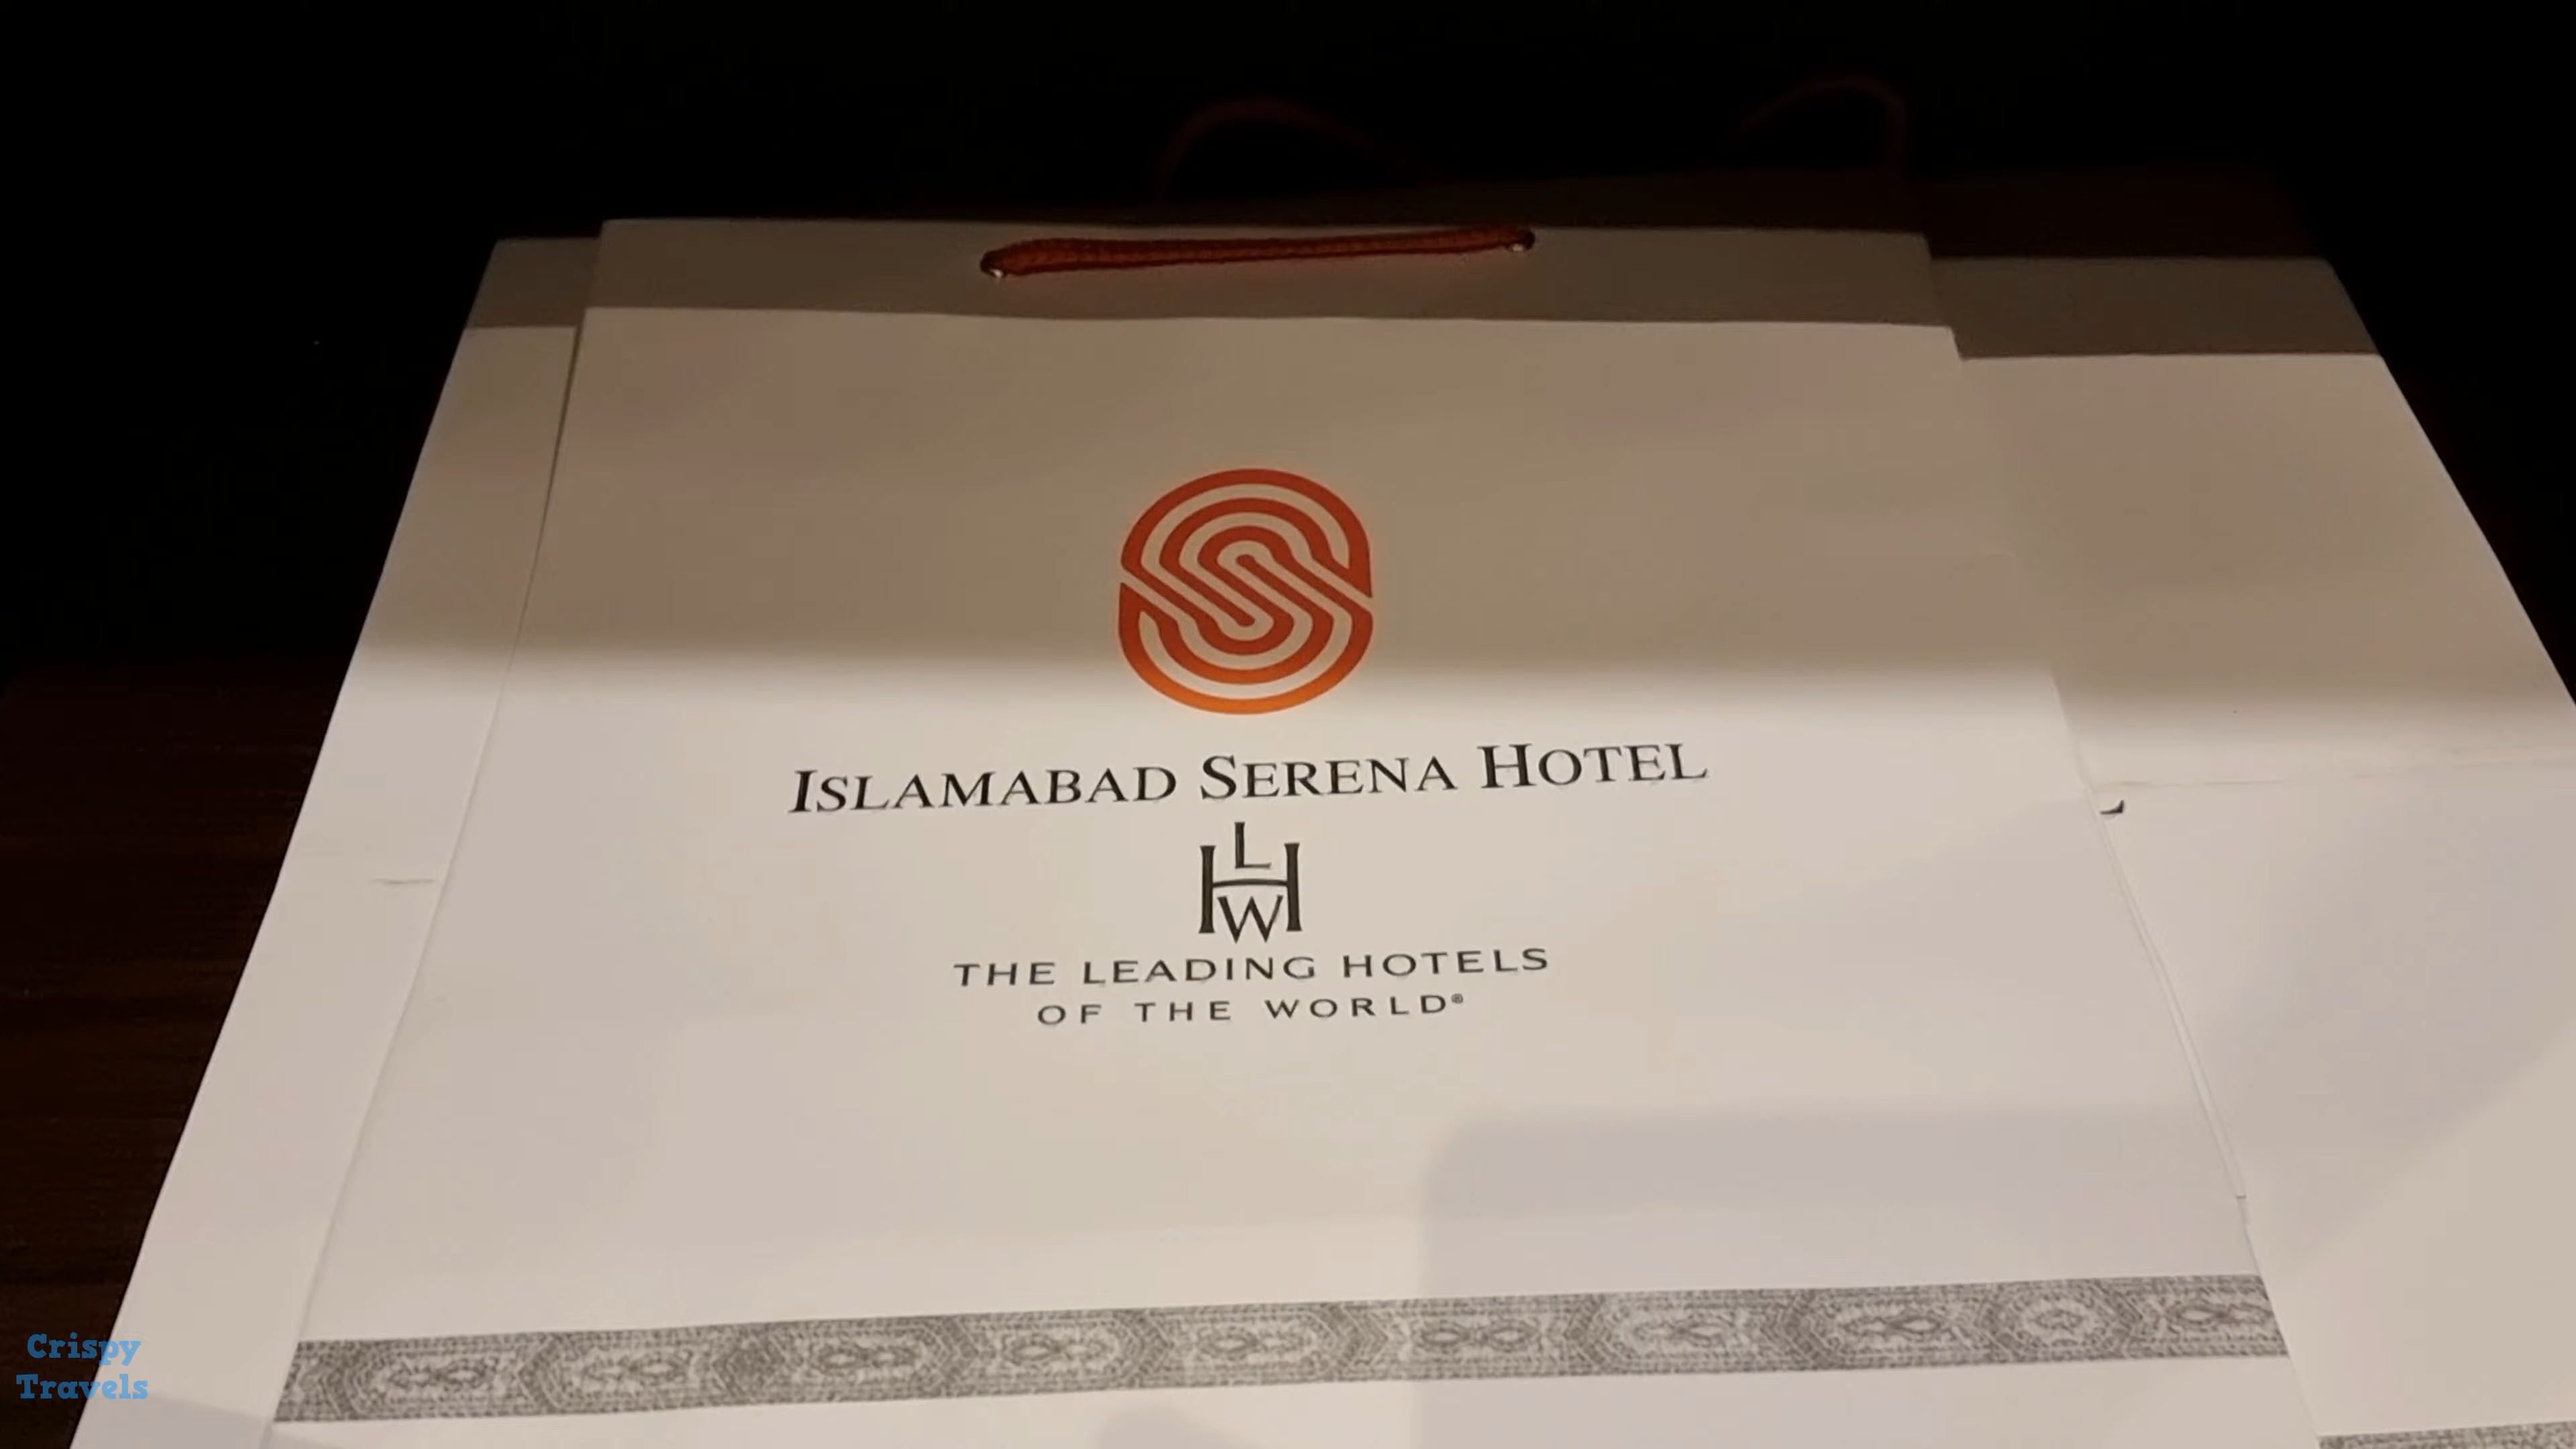 ISLAMABAD SERENA HOTEL
LHW
THE LEADING HOTELS
OF THE WORLD®
Crispy
Travels